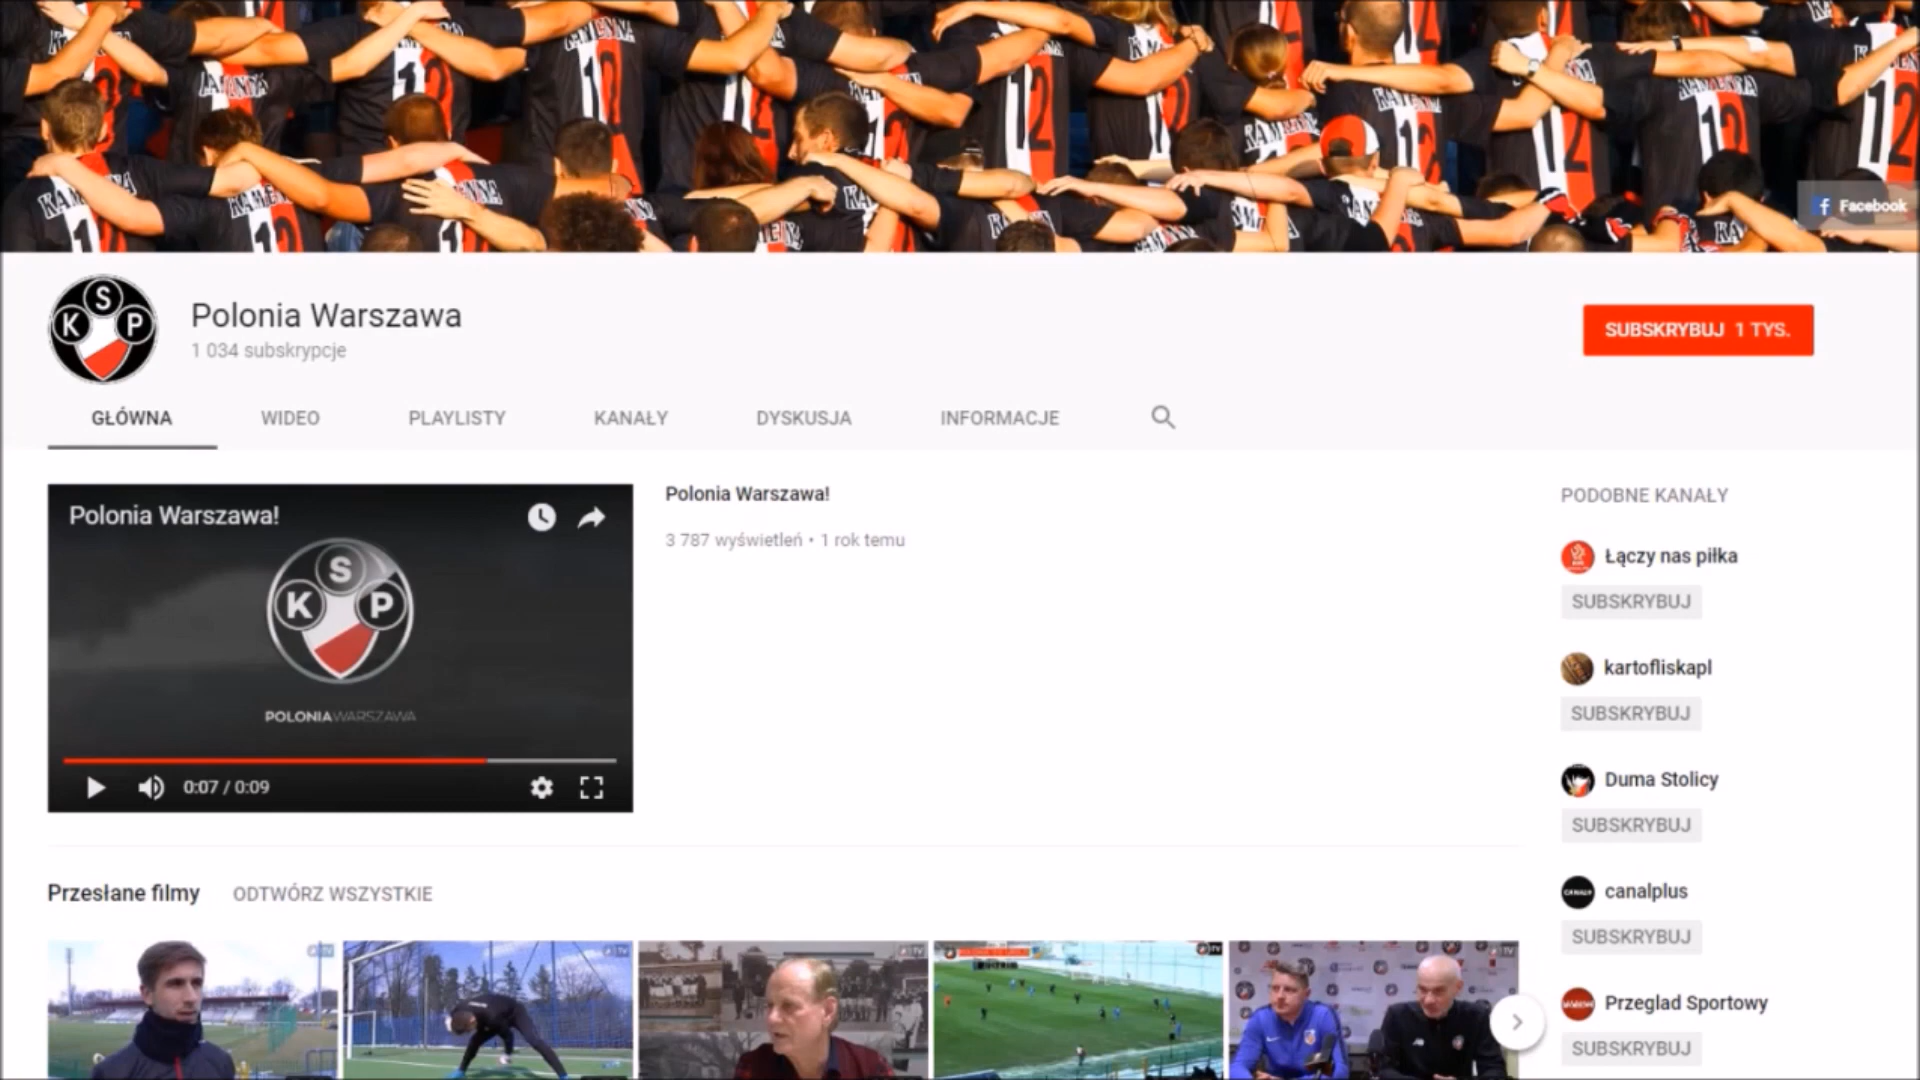 KAMIENNA
12
Facebook
K S P
Polonia Warszawa
1 034 subskrypcje
SUBSKRYBUJ 1 TYS.
GŁÓWNA
WIDEO
PLAYLISTY
KANAŁY
DYSKUSJA
INFORMACJE
Polonia Warszawa!
K S P
POLONIAWARSZAWA
0:07 / 0:09
Polonia Warszawa!
3 787 wyświetleń • 1 rok temu
PODOBNE KANAŁY
Łączy nas piłka
SUBSKRYBUJ
kartofliskapl
SUBSKRYBUJ
Duma Stolicy
SUBSKRYBUJ
canalplus
SUBSKRYBUJ
Przeglad Sportowy
SUBSKRYBUJ
Przesłane filmy
ODTWÓRZ WSZYSTKIE